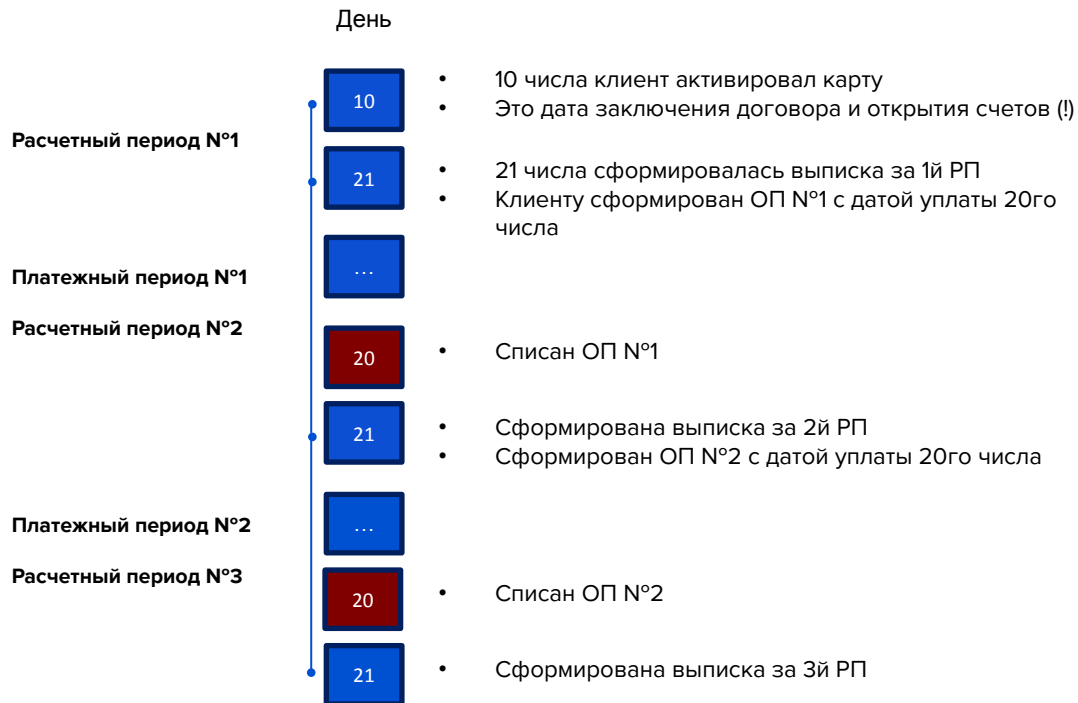 День
10
• 10 числа клиент активировал карту
• Это дата заключения договора и открытия счетов (!)
Расчетный период №1
21
• 21 числа сформировалась выписка за 1й РП
• Клиенту сформирован ОП №1 с датой уплаты 20го
числа
Платежный период №1
...
Расчетный период №2
20
• Списан ОП №1
21
• Сформирована выписка за 2й РП
• Сформирован ОП №2 с датой уплаты 20го числа
Платежный период №2
...
Расчетный период №3
20
• Списан ОП №2
21
• Сформирована выписка за 3й РП